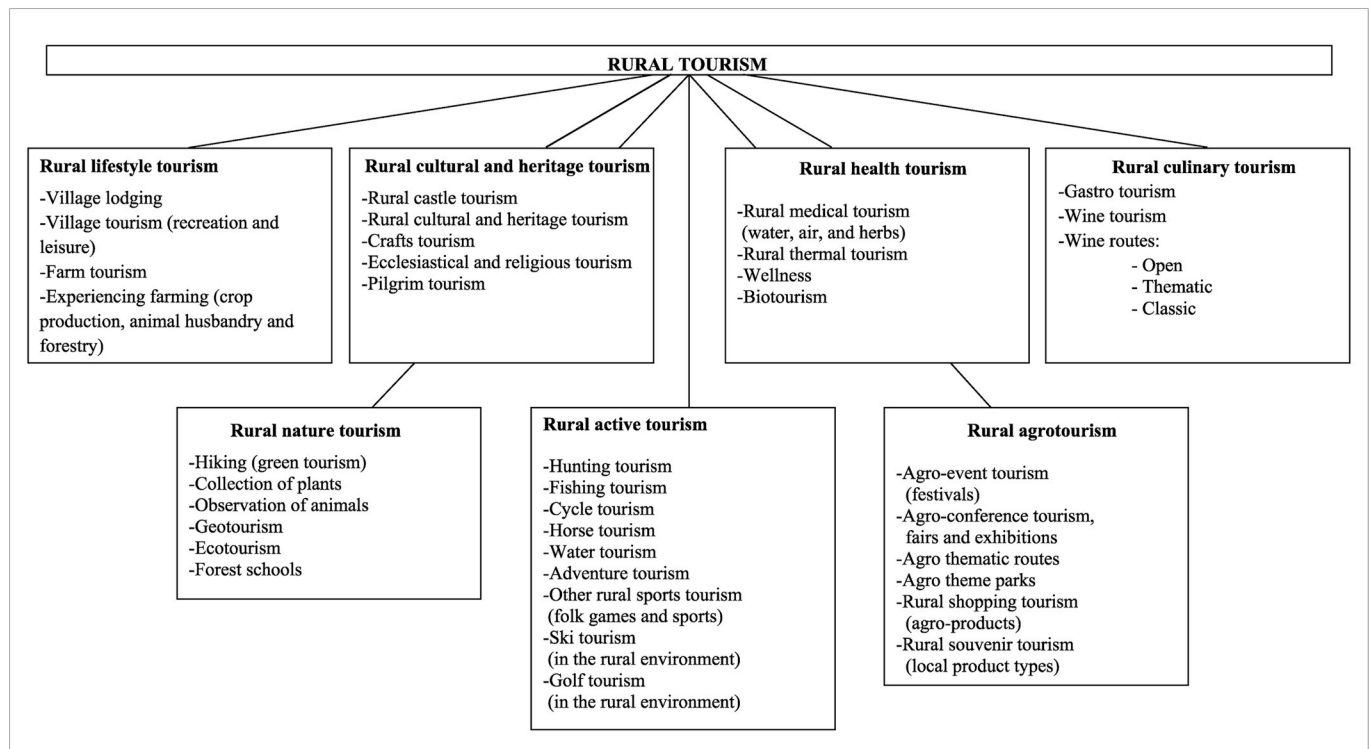 RURAL TOURISM
Rural lifestyle tourism
-Village lodging
-Village tourism (recreation and
leisure)
-Farm tourism
-Experiencing farming (crop
production, animal husbandry and
forestry)
Rural cultural and heritage tourism
-Rural castle tourism
-Rural cultural and heritage tourism
-Crafts tourism
-Ecclesiastical and religious tourism
-Pilgrim tourism
Rural health tourism
-Rural medical tourism
(water, air, and herbs)
-Rural thermal tourism
-Wellness
-Biotourism
Rural culinary tourism
-Gastro tourism
-Wine tourism
-Wine routes:
- Open
- Thematic
- Classic
Rural nature tourism
-Hiking (green tourism)
-Collection of plants
-Observation of animals
-Geotourism
-Ecotourism
-Forest schools
Rural active tourism
-Hunting tourism
-Fishing tourism
-Cycle tourism
-Horse tourism
-Water tourism
-Adventure tourism
-Other rural sports tourism
(folk games and sports)
-Ski tourism
(in the rural environment)
-Golf tourism
(in the rural environment)
Rural agrotourism
-Agro-event tourism
(festivals)
-Agro-conference tourism,
fairs and exhibitions
-Agro thematic routes
-Agro theme parks
-Rural shopping tourism
(agro-products)
-Rural souvenir tourism
(local product types)